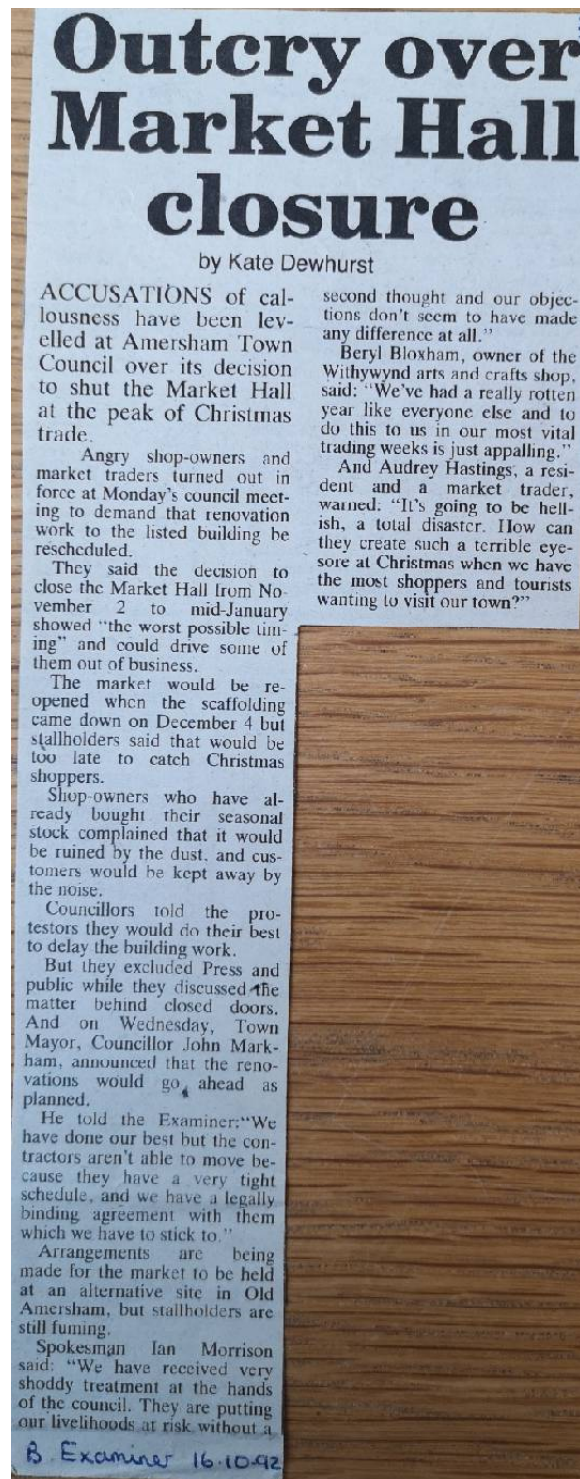 Outcry over
Market Hall
closure
by Kate Dewhurst
ACCUSATIONS of cal-
lousness have been lev-
elled at Amersham Town
Council over its decision
to shut the Market Hall
at the peak of Christmas
trade.
Angry shop-owners and
market traders turned out in
force at Monday's council meet-
ing to demand that renovation
work to the listed building be
rescheduled.
They said the decision to
close the Market Hall from No-
vember 2 to mid-January
showed "the worst possible tim-
ing" and could drive some of
them out of business.
The market would be re-
opened when the scaffolding
came down on December 4 but
stallholders said that would be
too late to catch Christmas
shoppers.
Shop-owners who have al-
ready bought their seasonal
stock complained that it would
be ruined by the dust, and cus-
tomers would be kept away by
the noise.
Councillors told the pro-
testors they would do their best
to delay the building work.
But they excluded Press and
public while they discussed the
matter behind closed doors.
And on Wednesday, Town
Mayor, Councillor John Mark-
ham, announced that the reno-
vations would go ahead as
planned.
He told the Examiner:"We
have done our best but the con-
tractors aren't able to move be-
cause they have a very tight
schedule, and we have a legally
binding agreement with them
which we have to stick to."
Arrangements are being
made for the market to be held
at an alternative site in Old
Amersham, but stallholders are
still fuming.
Spokesman Ian Morrison
said: "We have received very
shoddy treatment at the hands
of the council. They are putting
our livelihoods at risk without a
second thought and our objec-
tions don't seem to have made
any difference at all."
Beryl Bloxham, owner of the
Withywynd arts and crafts shop,
said: "We've had a really rotten
year like everyone else and to
do this to us in our most vital
trading weeks is just appalling."
And Audrey Hastings, a resi-
dent and a market trader,
warned: "It's going to be hell-
ish, a total disaster. How can
they create such a terrible eye-
sore at Christmas when we have
the most shoppers and tourists
wanting to visit our town?"
B. Examiner 16.10.92